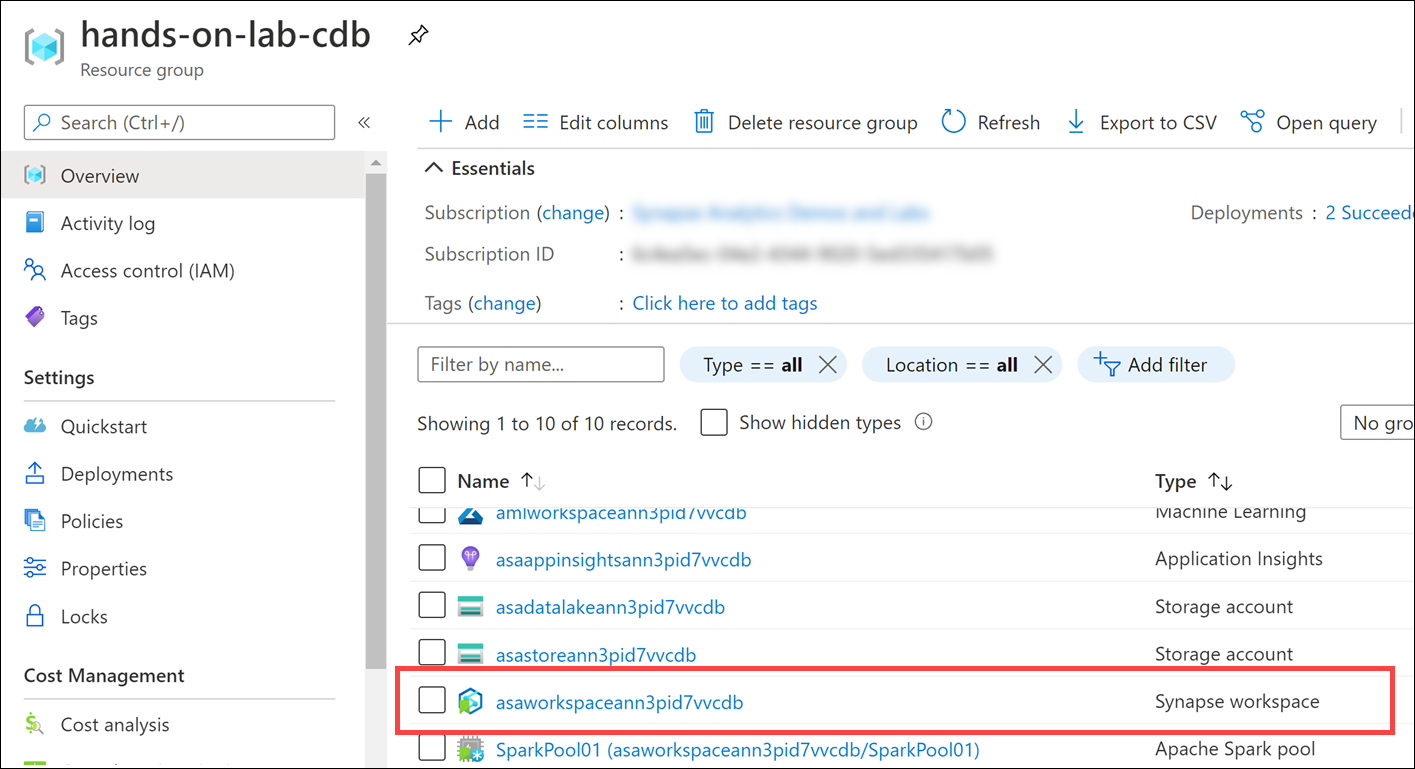 hands-on-lab-cdb
Resource group
Search (Ctrl+/)
«
Add
Edit columns
Delete resource group
Refresh
Export to CSV
Open query
Overview
Activity log
Access control (IAM)
Tags
Settings
Quickstart
Deployments
Policies
Properties
Locks
Cost Management
Cost analysis
Essentials
Subscription (change) :
Deployments : 2 Succeede
Subscription ID :
Tags (change) : Click here to add tags
Filter by name...
Type == all
Location == all
Add filter
Showing 1 to 10 of 10 records.
Show hidden types
No gro
Name ↑↓ Type ↑↓
amlworkspaceann3pid7vvcdb Machine Learning
asaappinsightsann3pid7vvcdb Application Insights
asadatalakeann3pid7vvcdb Storage account
asastoreann3pid7vvcdb Storage account
asaworkspaceann3pid7vvcdb Synapse workspace
SparkPool01 (asaworkspaceann3pid7vvcdb/SparkPool01) Apache Spark pool